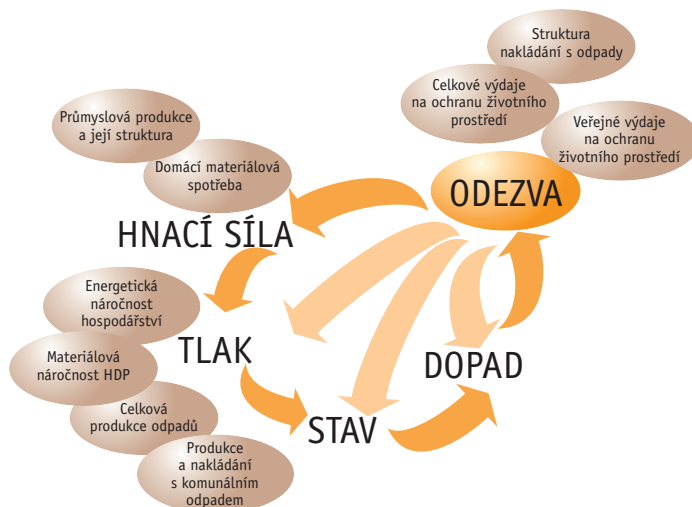 Struktura
nakládání s odpady
Celkové výdaje
na ochranu životního
prostředí
Veřejné výdaje
na ochranu
životního prostředí
Průmyslová produkce
a její struktura
Domácí materiálová
spotřeba
ODEZVA
HNACÍ SÍLA
Energetická
náročnost
hospodářství
TLAK
Materiálová
náročnost HDP
DOPAD
Celková
produkce odpadů
STAV
Produkce
a nakládání
s komunálním
odpadem